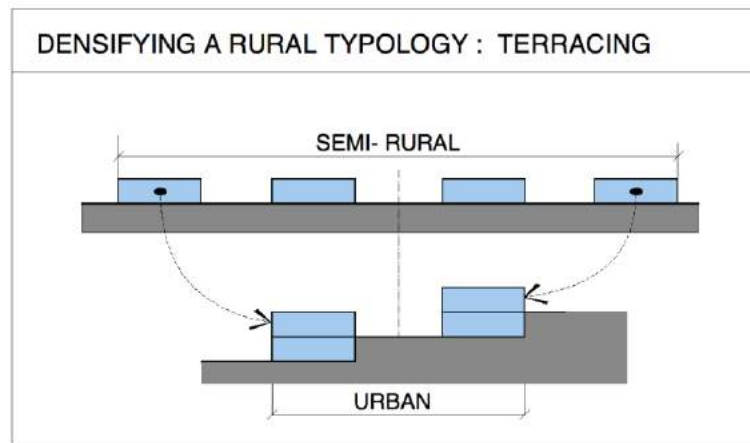 DENSIFYING A RURAL TYPOLOGY : TERRACING
SEMI- RURAL
URBAN